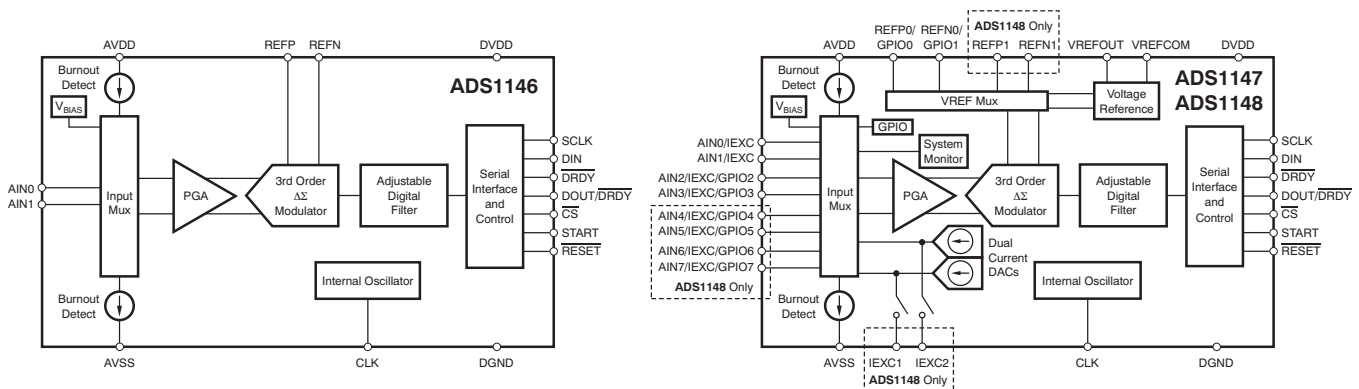 AVDD
REFP REFN
DVDD
Burnout
Detect
ADS1146
VBIAS
SCLK
DIN
DRDY
DOUT/DRDY
CS
START
RESET
AIN0
AIN1
Input
Mux
PGA
3rd Order
ΔΣ
Modulator
Adjustable
Digital
Filter
Serial
Interface
and
Control
Internal Oscillator
Burnout
Detect
AVSS
CLK
DGND
ADS1148 Only
REFP0/
GPIO0
REFN0/
GPIO1
AVDD
REFP1 REFN1
VREFOUT VREFCOM
DVDD
Burnout
Detect
ADS1147
ADS1148
VBIAS
VREF Mux
Voltage
Reference
GPIO
System
Monitor
AIN0/IEXC
AIN1/IEXC
AIN2/IEXC/GPIO2
AIN3/IEXC/GPIO3
AIN4/IEXC/GPIO4
AIN5/IEXC/GPIO5
AIN6/IEXC/GPIO6
AIN7/IEXC/GPIO7
ADS1148 Only
Input
Mux
PGA
3rd Order
ΔΣ
Modulator
Adjustable
Digital
Filter
Serial
Interface
and
Control
SCLK
DIN
DRDY
DOUT/DRDY
CS
START
RESET
Dual
Current
DACs
Internal Oscillator
Burnout
Detect
AVSS
IEXC1 IEXC2
ADS1148 Only
CLK
DGND